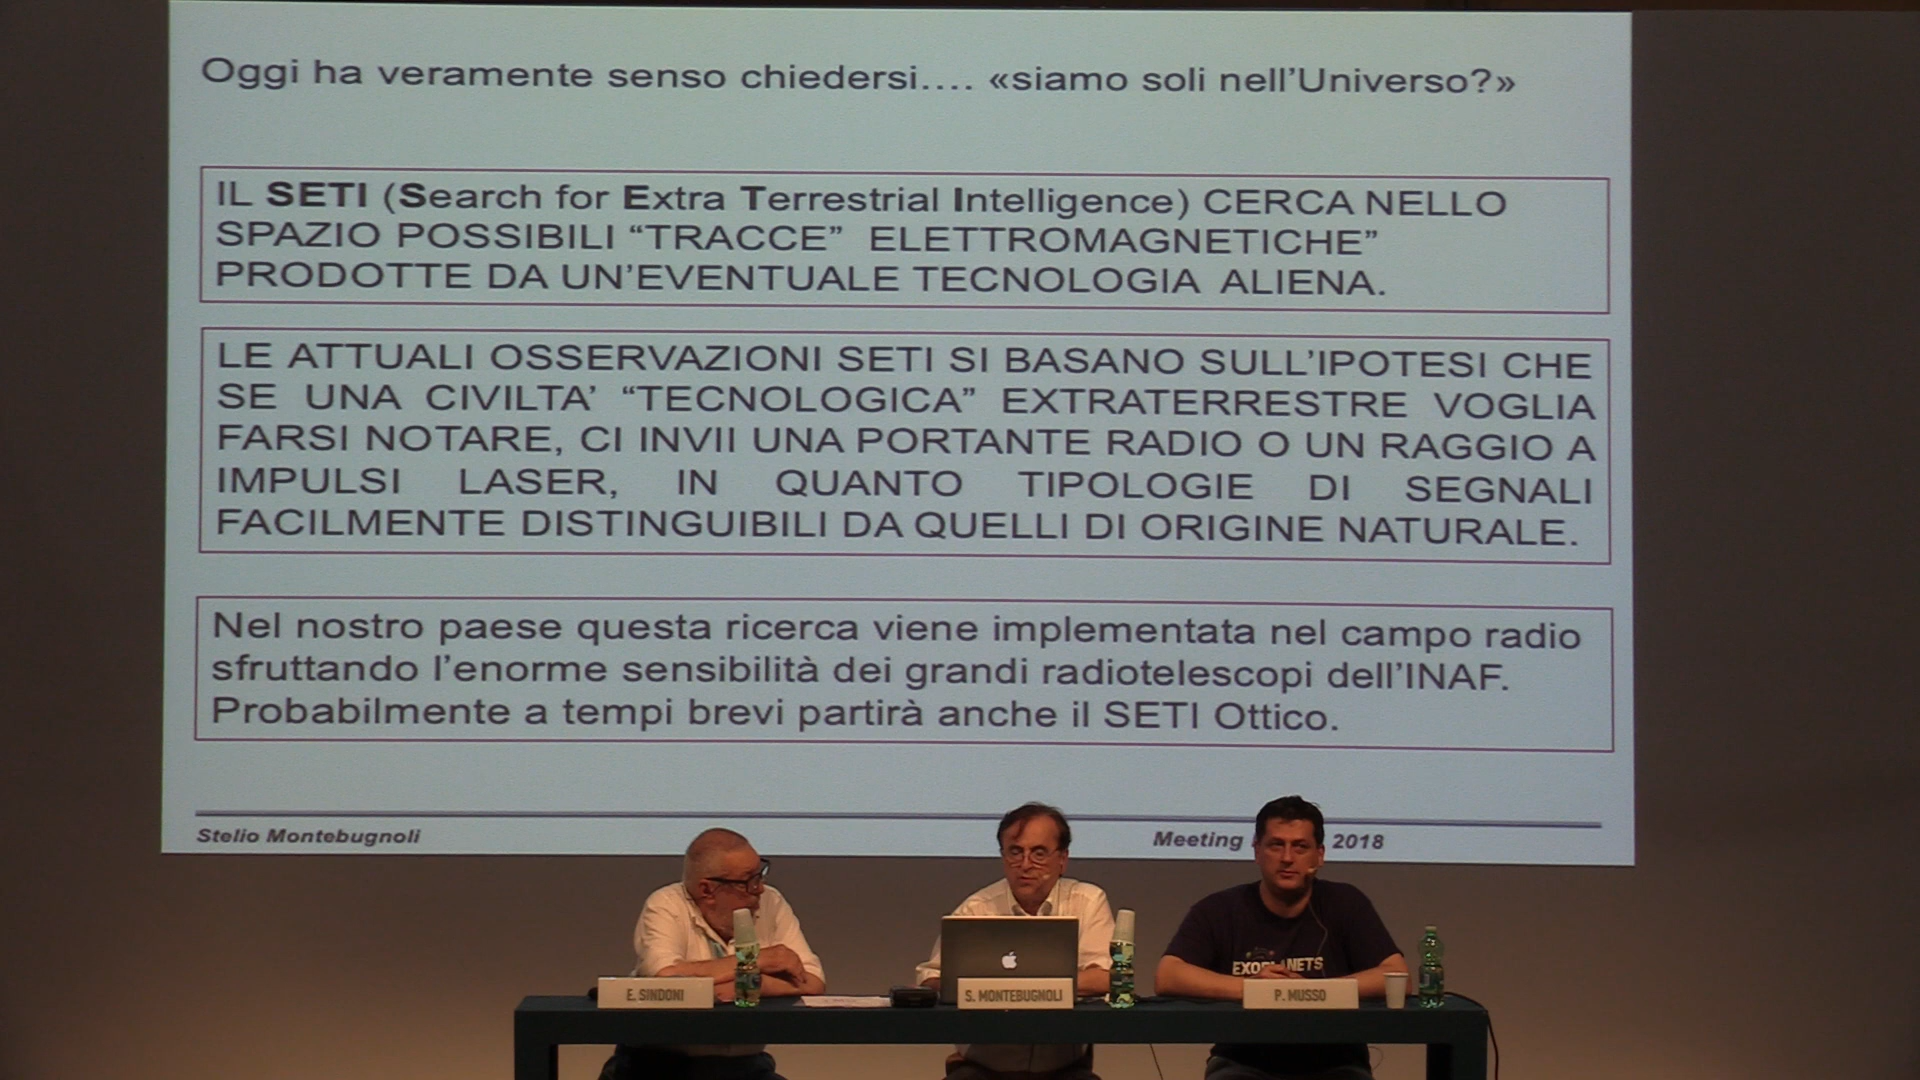 Oggi ha veramente senso chiedersi.... «siamo soli nell'Universo?»
IL SETI (Search for Extra Terrestrial Intelligence) CERCA NELLO
SPAZIO POSSIBILI “TRACCE” ELETTROMAGNETICHE”
PRODOTTE DA UN'EVENTUALE TECNOLOGIA ALIENA.
LE ATTUALI OSSERVAZIONI SETI SI BASANO SULL'IPOTESI CHE
SE UNA CIVILTA' “TECNOLOGICA” EXTRATERRESTRE VOGLIA
FARSI NOTARE, CI INVII UNA PORTANTE RADIO O UN RAGGIO A
IMPULSI LASER, IN QUANTO TIPOLOGIE DI SEGNALI
FACILMENTE DISTINGUIBILI DA QUELLI DI ORIGINE NATURALE.
Nel nostro paese questa ricerca viene implementata nel campo radio
sfruttando l'enorme sensibilità dei grandi radiotelescopi dell'INAF.
Probabilmente a tempi brevi partirà anche il SETI Ottico.
Stelio Montebugnoli
Meeting 2018
E. SINDONI
S. MONTEBUGNOLI
P. MUSSO